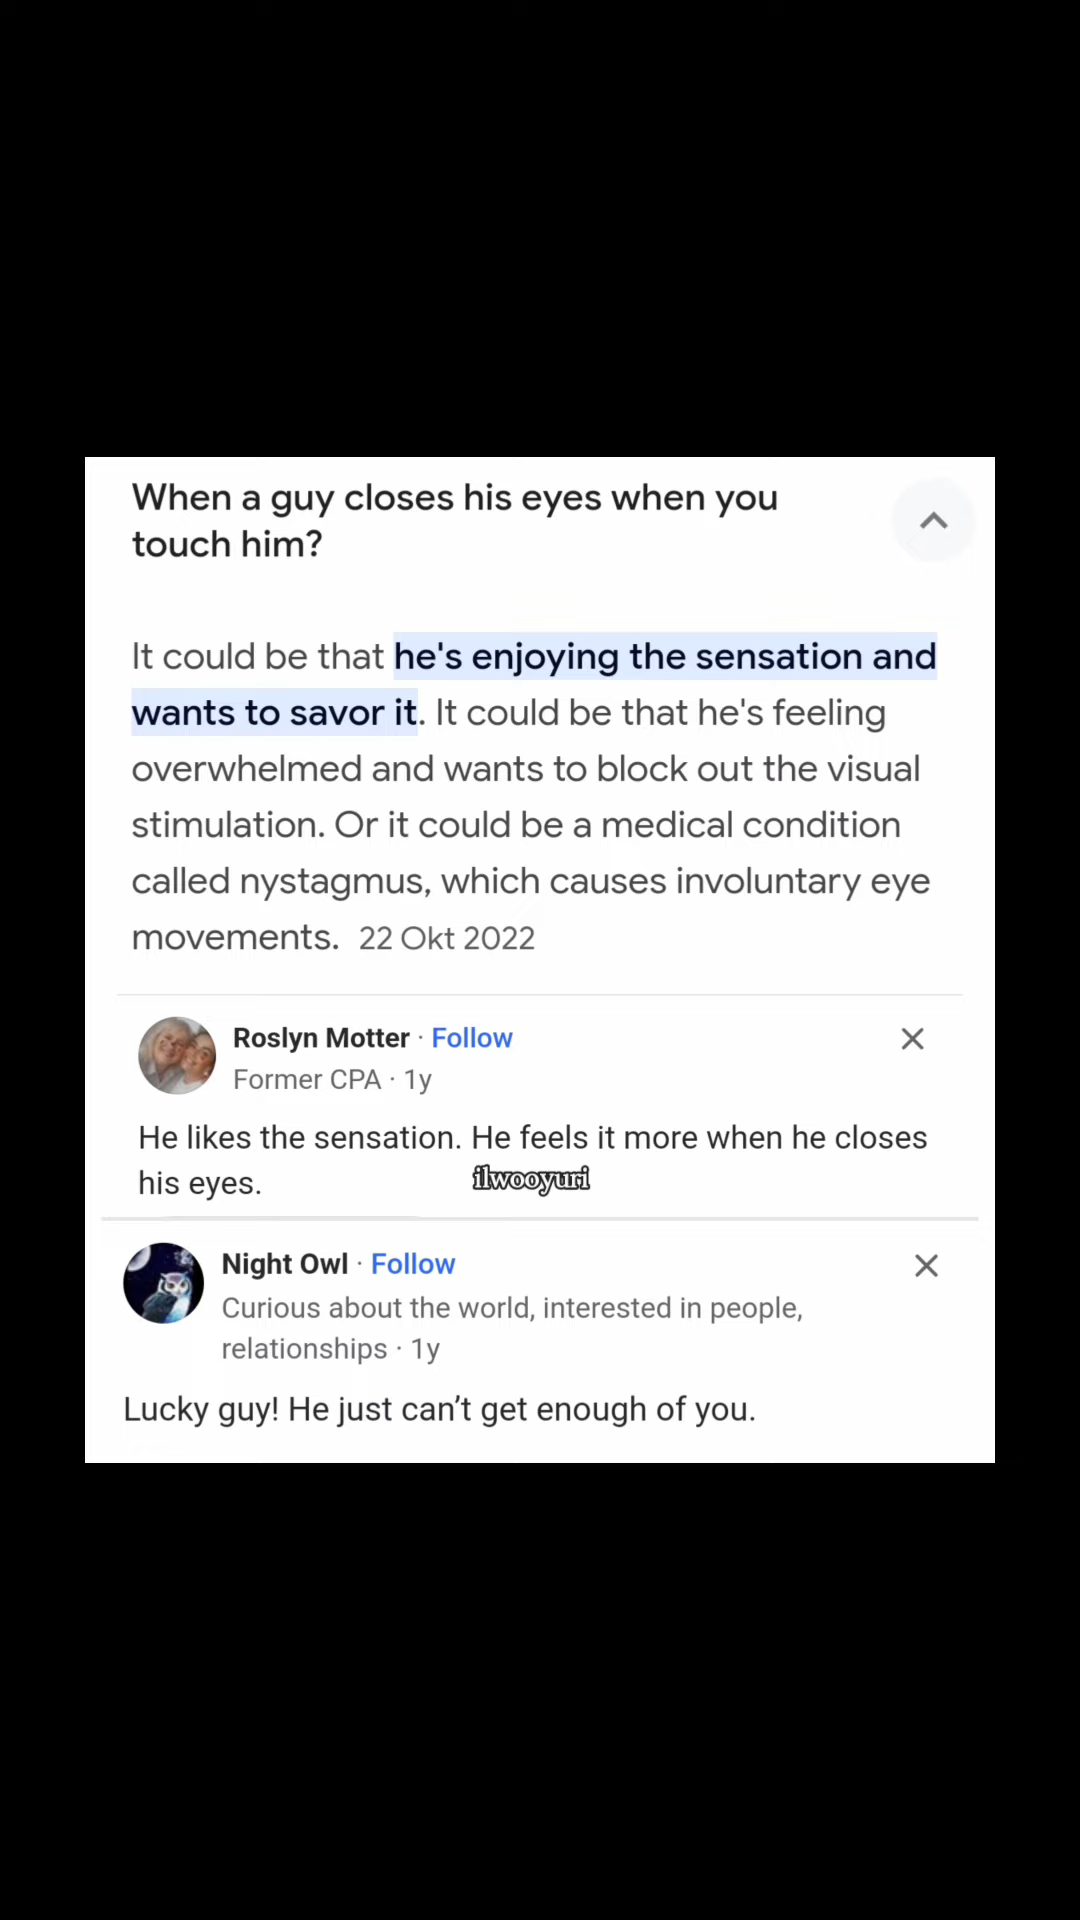 When a guy closes his eyes when you
touch him?
It could be that he's enjoying the sensation and
wants to savor it. It could be that he's feeling
overwhelmed and wants to block out the visual
stimulation. Or it could be a medical condition
called nystagmus, which causes involuntary eye
movements. 22 Okt 2022
Roslyn Motter · Follow
Former CPA · 1y
He likes the sensation. He feels it more when he closes
his eyes.
ilwooyuri
Night Owl · Follow
Curious about the world, interested in people,
relationships · 1y
Lucky guy! He just can’t get enough of you.